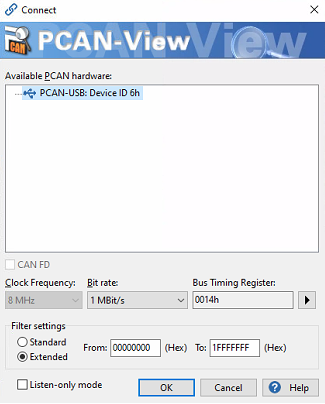 Connect
CAN
PCAN-View
Available PCAN hardware:
PCAN-USB: Device ID 6h
CAN FD
Clock Frequency: Bit rate: Bus Timing Register:
8 MHz 1 MBit/s 0014h
Filter settings
Standard
Extended
From: 00000000 (Hex) To: 1FFFFFFF (Hex)
Listen-only mode
OK Cancel Help